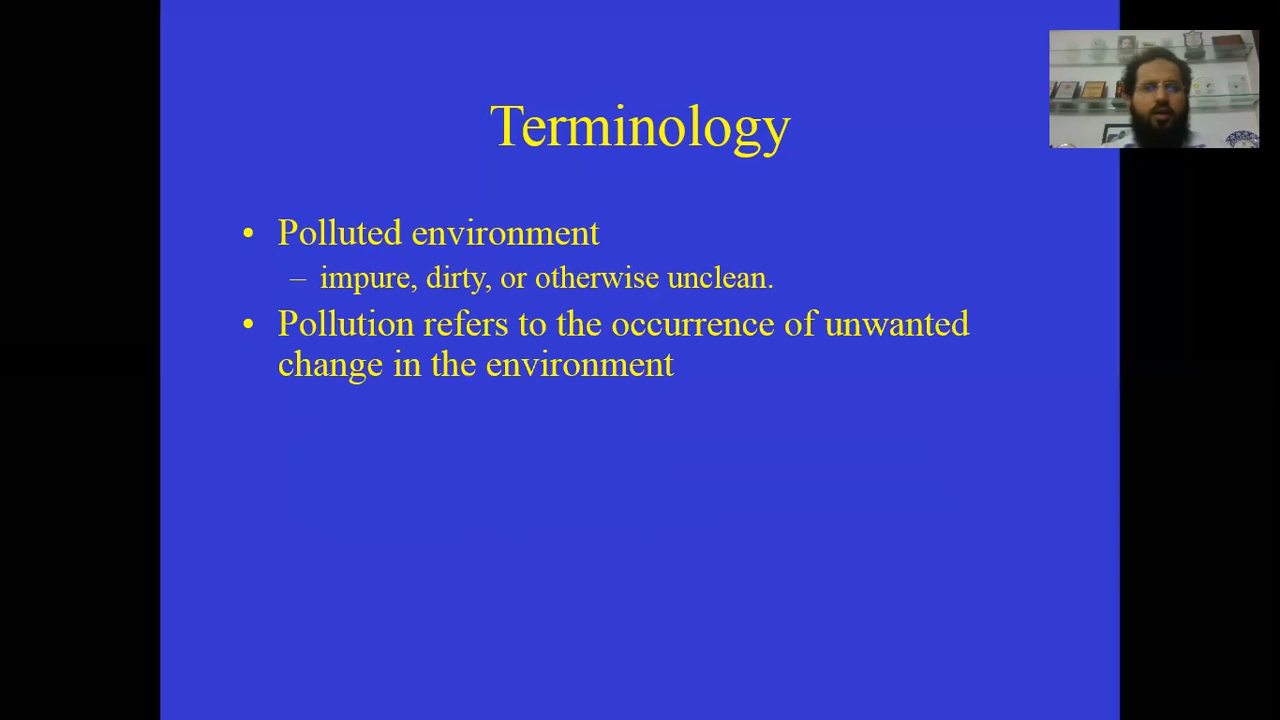 Terminology
• Polluted environment
– impure, dirty, or otherwise unclean.
• Pollution refers to the occurrence of unwanted
change in the environment